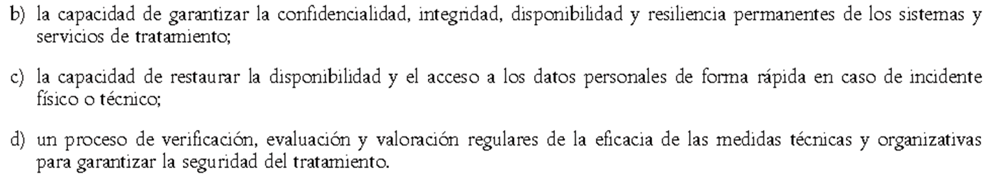 b) la capacidad de garantizar la confidencialidad, integridad, disponibilidad y resiliencia permanentes de los sistemas y
servicios de tratamiento;
c) la capacidad de restaurar la disponibilidad y el acceso a los datos personales de forma rápida en caso de incidente
físico o técnico;
d) un proceso de verificación, evaluación y valoración regulares de la eficacia de las medidas técnicas y organizativas
para garantizar la seguridad del tratamiento.